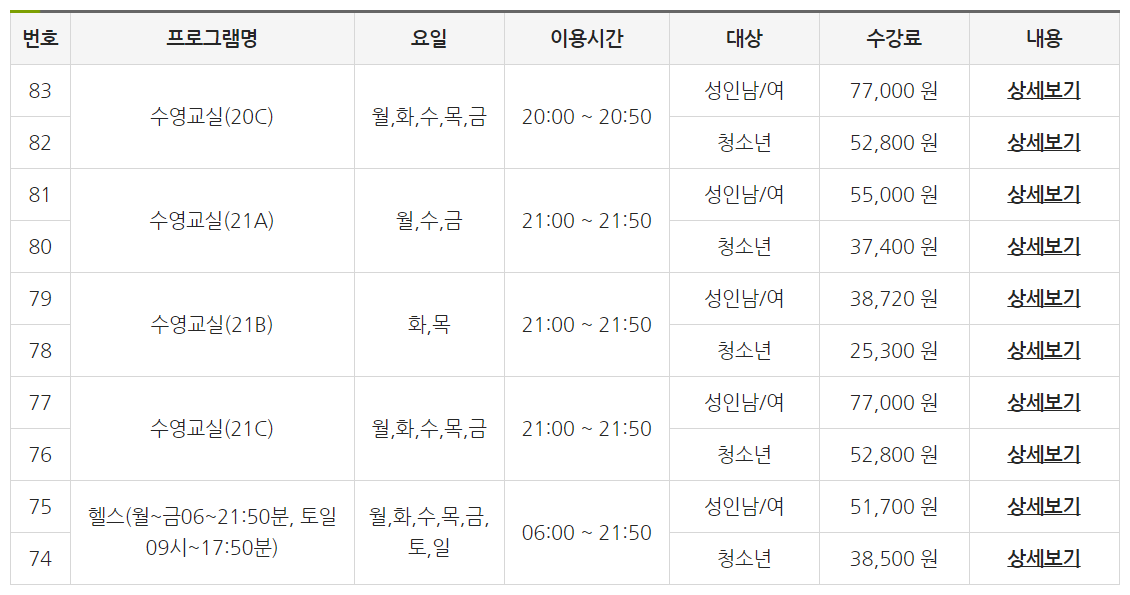 번호 프로그램명 요일 이용시간 대상 수강료 내용
83 수영교실(20C) 월,화,수,목,금 20:00 ~ 20:50 성인남/여 77,000 원 상세보기
82 청소년 52,800 원 상세보기
81 수영교실(21A) 월,수,금 21:00 ~ 21:50 성인남/여 55,000 원 상세보기
80 청소년 37,400 원 상세보기
79 수영교실(21B) 화,목 21:00 ~ 21:50 성인남/여 38,720 원 상세보기
78 청소년 25,300 원 상세보기
77 수영교실(21C) 월,화,수,목,금 21:00 ~ 21:50 성인남/여 77,000 원 상세보기
76 청소년 52,800 원 상세보기
75 헬스(월~금06~21:50분, 토일 월,화,수,목,금, 06:00 ~ 21:50 성인남/여 51,700 원 상세보기
74 09시~17:50분) 토,일 청소년 38,500 원 상세보기